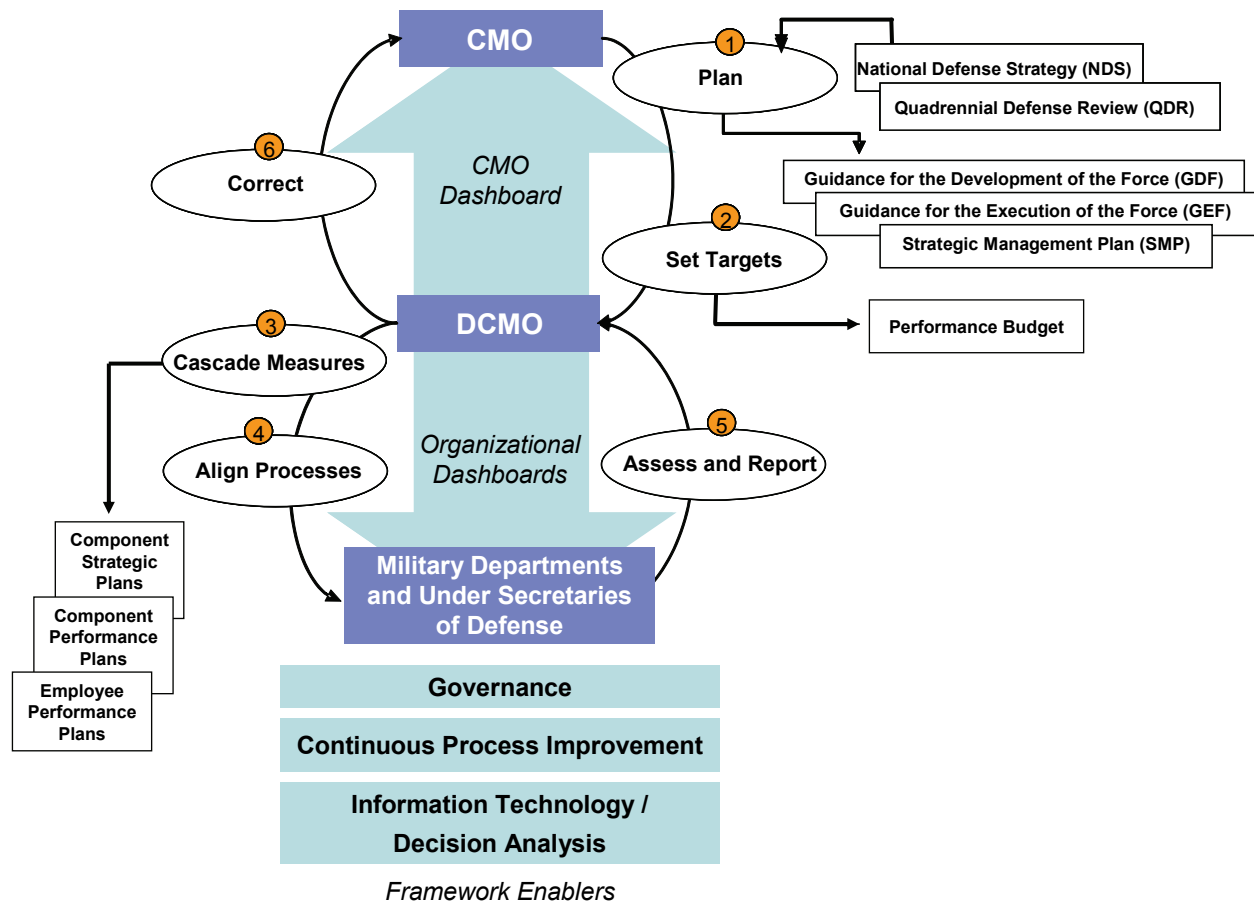 CMO
1
Plan
National Defense Strategy (NDS)
Quadrennial Defense Review (QDR)
6
Correct
CMO
Dashboard
Guidance for the Development of the Force (GDF)
Guidance for the Execution of the Force (GEF)
Strategic Management Plan (SMP)
2
Set Targets
DCMO
Performance Budget
3
Cascade Measures
4
Align Processes
Organizational
Dashboards
5
Assess and Report
Component
Strategic
Plans
Component
Performance
Plans
Employee
Performance
Plans
Military Departments
and Under Secretaries
of Defense
Governance
Continuous Process Improvement
Information Technology /
Decision Analysis
Framework Enablers